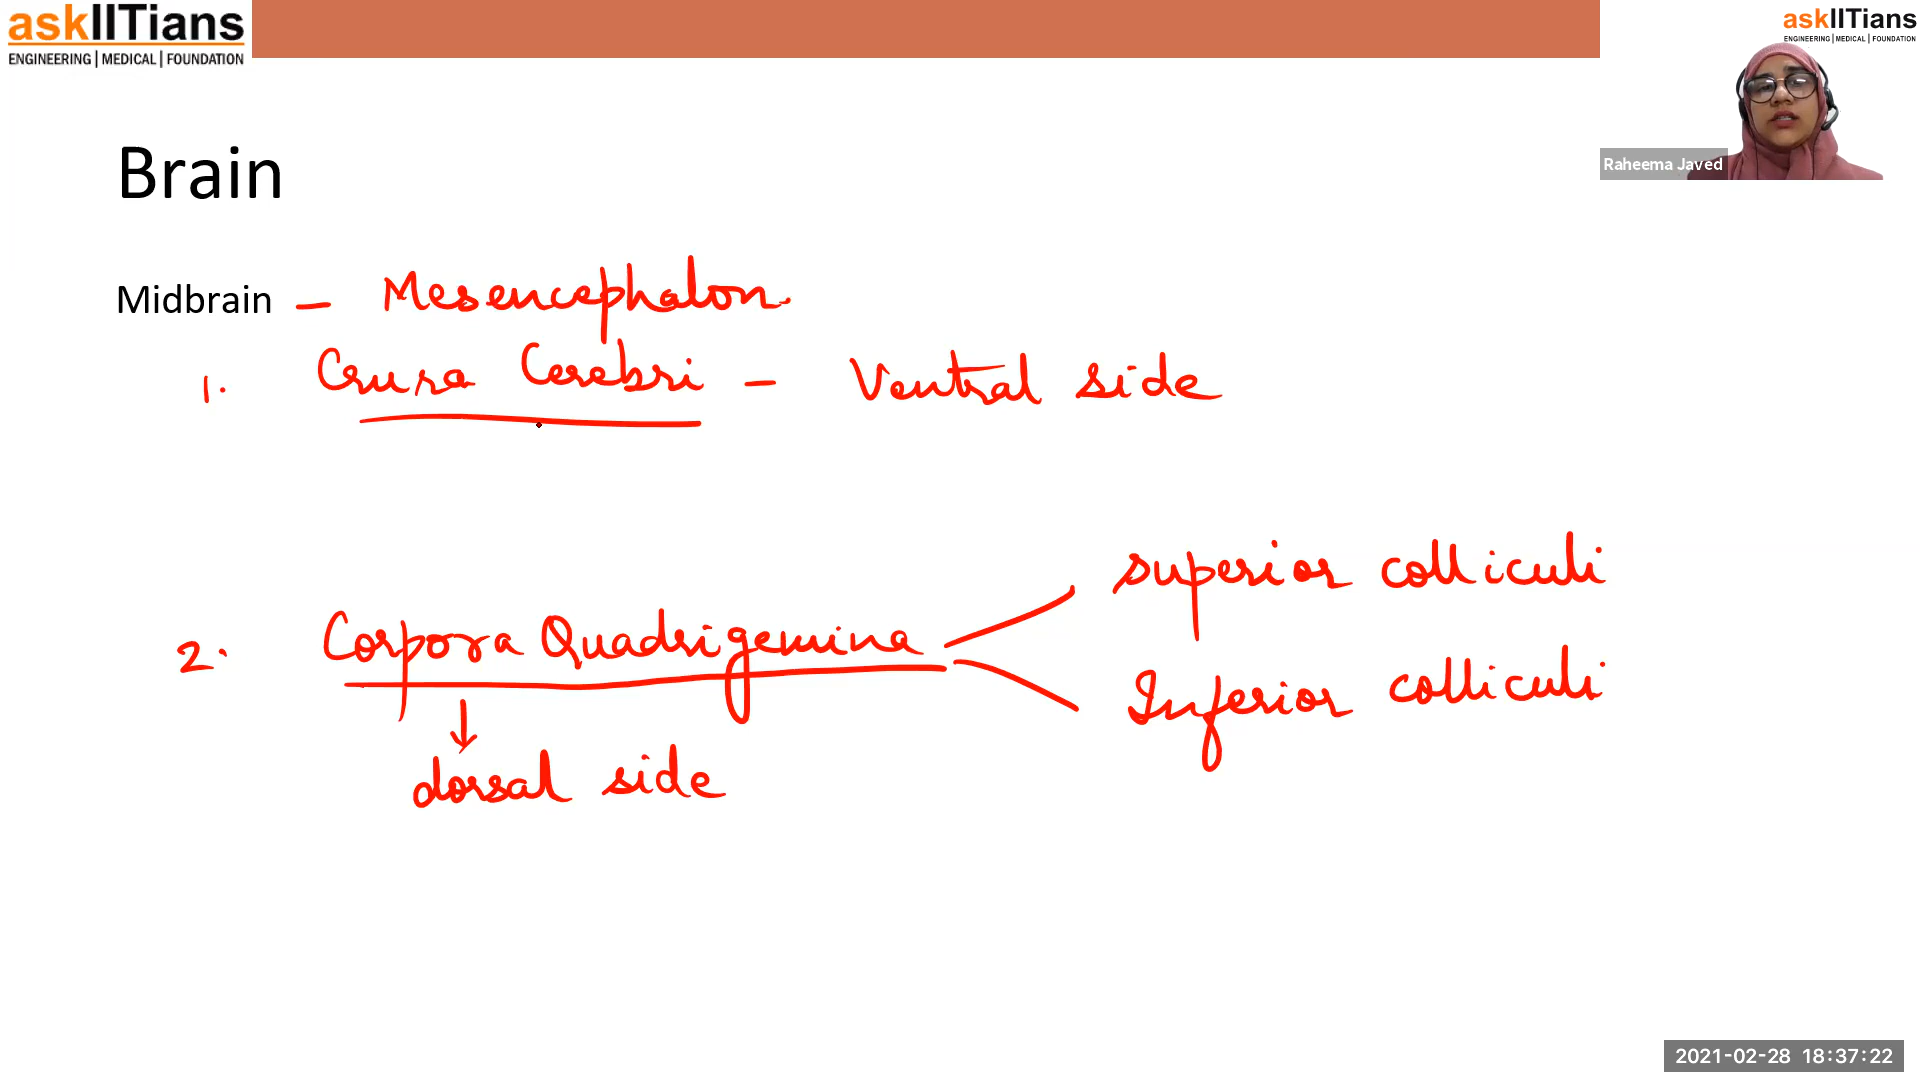 askIITians
ENGINEERING | MEDICAL | FOUNDATION
askIITians
ENGINEERING | MEDICAL | FOUNDATION
Raheema Javed
Brain
Midbrain – Mesencephalon.
1. Crura Cerebri – Ventral side
2. Corpora Quadrigemina
superior colliculi
Inferior colliculi
↓
dorsal side
2021-02-28 18:37:22